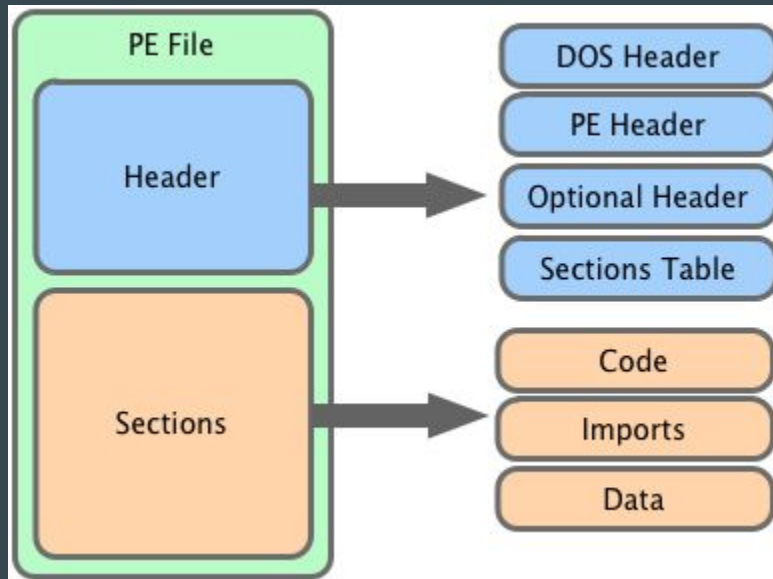 PE File
Header
Sections
DOS Header
PE Header
Optional Header
Sections Table
Code
Imports
Data